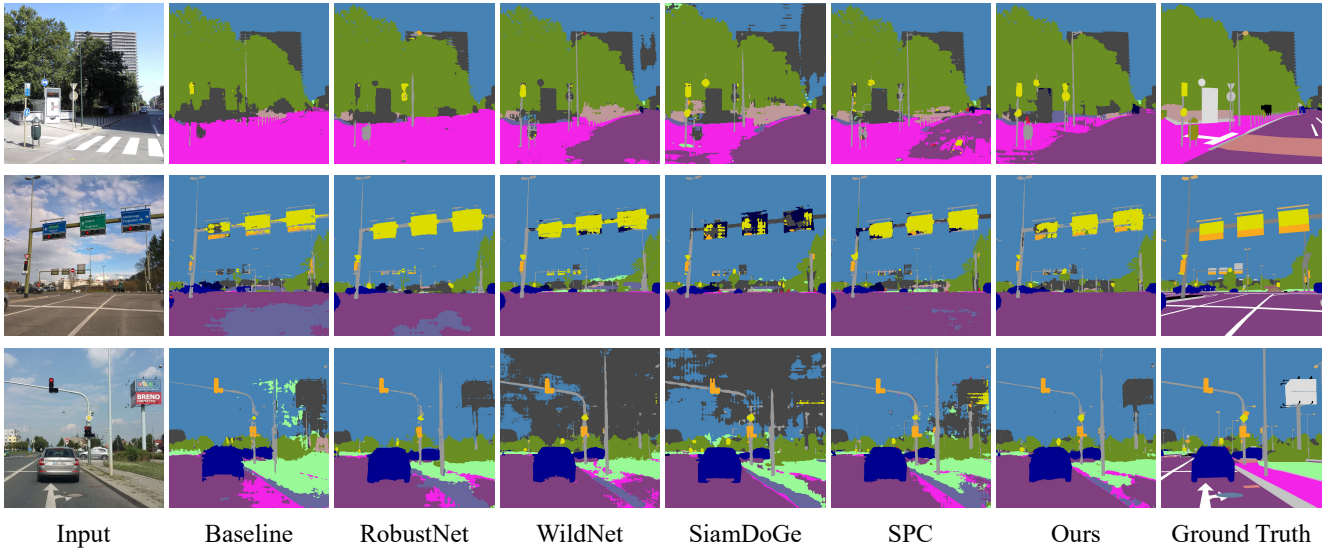 BRENO
Input
Baseline
RobustNet
WildNet
SiamDoGe
SPC
Ours
Ground Truth